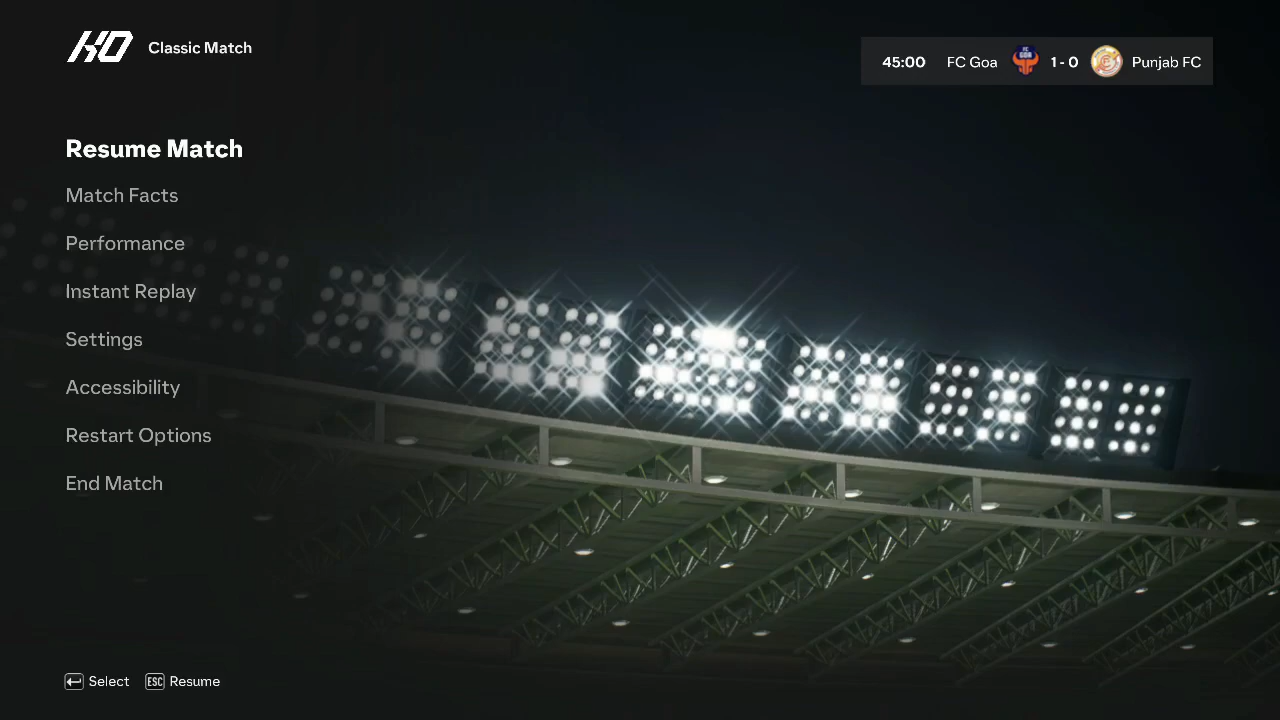 KO Classic Match
45:00 FC Goa 1 - 0 Punjab FC
Resume Match
Match Facts
Performance
Instant Replay
Settings
Accessibility
Restart Options
End Match
Select ESC Resume